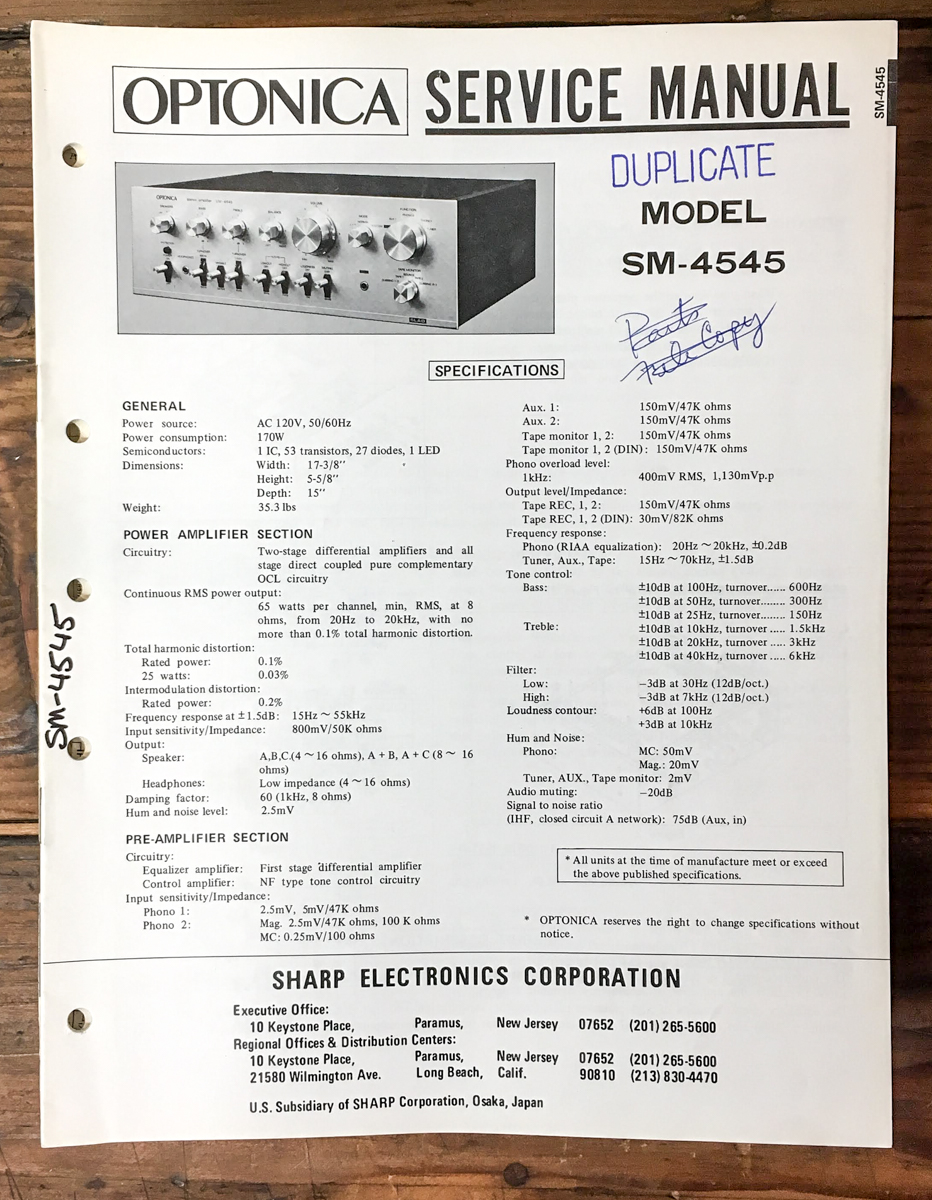 OPTONICA SERVICE MANUAL
SM-4545
DUPLICATE
MODEL
SM-4545
Parts
File Copy
OPTONICA
SPECIFICATIONS
GENERAL
Power source: AC 120V, 50/60Hz
Power consumption: 170W
Semiconductors: 1 IC, 53 transistors, 27 diodes, 1 LED
Dimensions: Width: 17-3/8''
Height: 5-5/8''
Depth: 15''
Weight: 35.3 lbs
POWER AMPLIFIER SECTION
Circuitry: Two-stage differential amplifiers and all
stage direct coupled pure complementary
OCL circuitry
Continuous RMS power output:
65 watts per channel, min, RMS, at 8
ohms, from 20Hz to 20kHz, with no
more than 0.1% total harmonic distortion.
Total harmonic distortion:
Rated power: 0.1%
25 watts: 0.03%
Intermodulation distortion:
Rated power: 0.2%
Frequency response at ±1.5dB: 15Hz ~ 55kHz
Input sensitivity/Impedance: 800mV/50K ohms
Output:
Speaker: A,B,C.(4 ~ 16 ohms), A + B, A + C (8 ~ 16
ohms)
Headphones: Low impedance (4 ~ 16 ohms)
Damping factor: 60 (1kHz, 8 ohms)
Hum and noise level: 2.5mV
PRE-AMPLIFIER SECTION
Circuitry:
Equalizer amplifier: First stage differential amplifier
Control amplifier: NF type tone control circuitry
Input sensitivity/Impedance:
Phono 1: 2.5mV, 5mV/47K ohms
Phono 2: Mag. 2.5mV/47K ohms, 100 K ohms
MC: 0.25mV/100 ohms
Aux. 1: 150mV/47K ohms
Aux. 2: 150mV/47K ohms
Tape monitor 1, 2: 150mV/47K ohms
Tape monitor 1, 2 (DIN): 150mV/47K ohms
Phono overload level:
1kHz: 400mV RMS, 1,130mVp.p
Output level/Impedance:
Tape REC, 1, 2: 150mV/47K ohms
Tape REC, 1, 2 (DIN): 30mV/82K ohms
Frequency response:
Phono (RIAA equalization): 20Hz ~ 20kHz, ±0.2dB
Tuner, Aux., Tape: 15Hz ~ 70kHz, ±1.5dB
Tone control:
Bass: ±10dB at 100Hz, turnover...... 600Hz
±10dB at 50Hz, turnover........ 300Hz
±10dB at 25Hz, turnover........ 150Hz
Treble: ±10dB at 10kHz, turnover ..... 1.5kHz
±10dB at 20kHz, turnover ..... 3kHz
±10dB at 40kHz, turnover ..... 6kHz
Filter:
Low: −3dB at 30Hz (12dB/oct.)
High: −3dB at 7kHz (12dB/oct.)
Loudness contour: +6dB at 100Hz
+3dB at 10kHz
Hum and Noise:
Phono: MC: 50mV
Mag.: 20mV
Tuner, AUX., Tape monitor: 2mV
Audio muting: −20dB
Signal to noise ratio
(IHF, closed circuit A network): 75dB (Aux, in)
* All units at the time of manufacture meet or exceed
the above published specifications.
* OPTONICA reserves the right to change specifications without
notice.
SM-4545
SHARP ELECTRONICS CORPORATION
Executive Office:
10 Keystone Place, Paramus, New Jersey 07652 (201) 265-5600
Regional Offices & Distribution Centers:
10 Keystone Place, Paramus, New Jersey 07652 (201) 265-5600
21580 Wilmington Ave. Long Beach, Calif. 90810 (213) 830-4470
U.S. Subsidiary of SHARP Corporation, Osaka, Japan